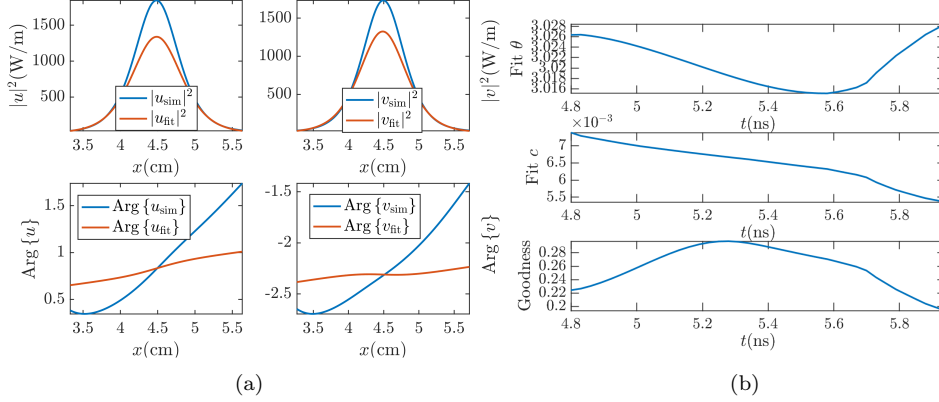 |u|²(W/m)
1500
1000
500
|u_sim|²
|u_fit|²
3.5 4 4.5 5 5.5
x(cm)
|v|²(W/m)
1500
1000
500
|v_sim|²
|v_fit|²
3.5 4 4.5 5 5.5
x(cm)
Arg {u}
1.5
1
0.5
Arg {u_sim}
Arg {u_fit}
3.5 4 4.5 5 5.5
x(cm)
Arg {v}
-1.5
-2
-2.5
Arg {v_sim}
Arg {v_fit}
3.5 4 4.5 5 5.5
x(cm)
(a)
Fit θ
3.028
3.026
3.024
3.022
3.02
3.018
3.016
4.8 5 5.2 5.4 5.6 5.8
t(ns)
×10⁻³
Fit c
7
6.5
6
5.5
4.8 5 5.2 5.4 5.6 5.8
t(ns)
Goodness
0.28
0.26
0.24
0.22
0.2
4.8 5 5.2 5.4 5.6 5.8
t(ns)
(b)